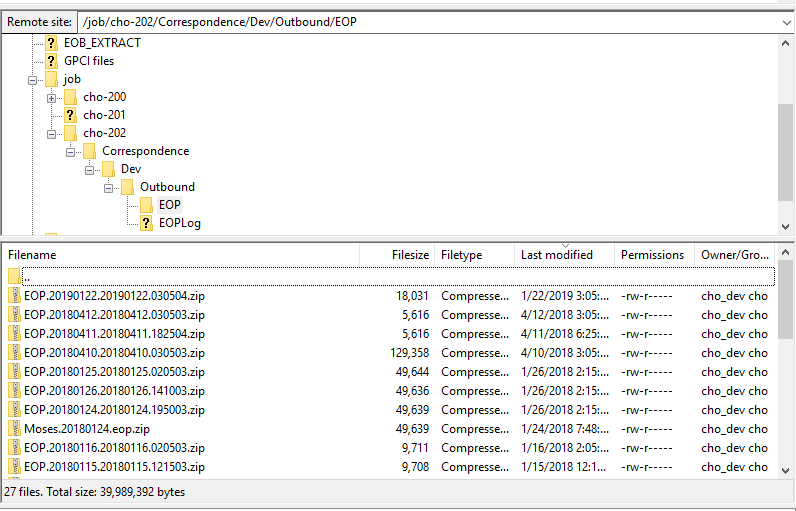 Remote site: /job/cho-202/Correspondence/Dev/Outbound/EOP
? EOB_EXTRACT
? GPCI files
job
cho-200
? cho-201
cho-202
Correspondence
Dev
Outbound
EOP
? EOPLog
Filename Filesize Filetype Last modified Permissions Owner/Gro...
..
EOP.20190122.20190122.030504.zip 18,031 Compresse... 1/22/2019 3:05:... -rw-r----- cho_dev cho
EOP.20180412.20180412.030503.zip 5,616 Compresse... 4/12/2018 3:05:... -rw-r----- cho_dev cho
EOP.20180411.20180411.182504.zip 5,616 Compresse... 4/11/2018 6:25:... -rw-r----- cho_dev cho
EOP.20180410.20180410.030503.zip 129,358 Compresse... 4/10/2018 3:05:... -rw-r----- cho_dev cho
EOP.20180125.20180125.020503.zip 49,644 Compresse... 1/26/2018 2:15:... -rw-r----- cho_dev cho
EOP.20180126.20180126.141003.zip 49,636 Compresse... 1/26/2018 2:15:... -rw-r----- cho_dev cho
EOP.20180124.20180124.195003.zip 49,639 Compresse... 1/26/2018 2:15:... -rw-r----- cho_dev cho
Moses.20180124.eop.zip 49,639 Compresse... 1/24/2018 7:48:... -rw-r----- cho_dev cho
EOP.20180116.20180116.020503.zip 9,711 Compresse... 1/16/2018 2:05:... -rw-r----- cho_dev cho
EOP.20180115.20180115.121503.zip 9,708 Compresse... 1/15/2018 12:1... -rw-r----- cho_dev cho
27 files. Total size: 39,989,392 bytes